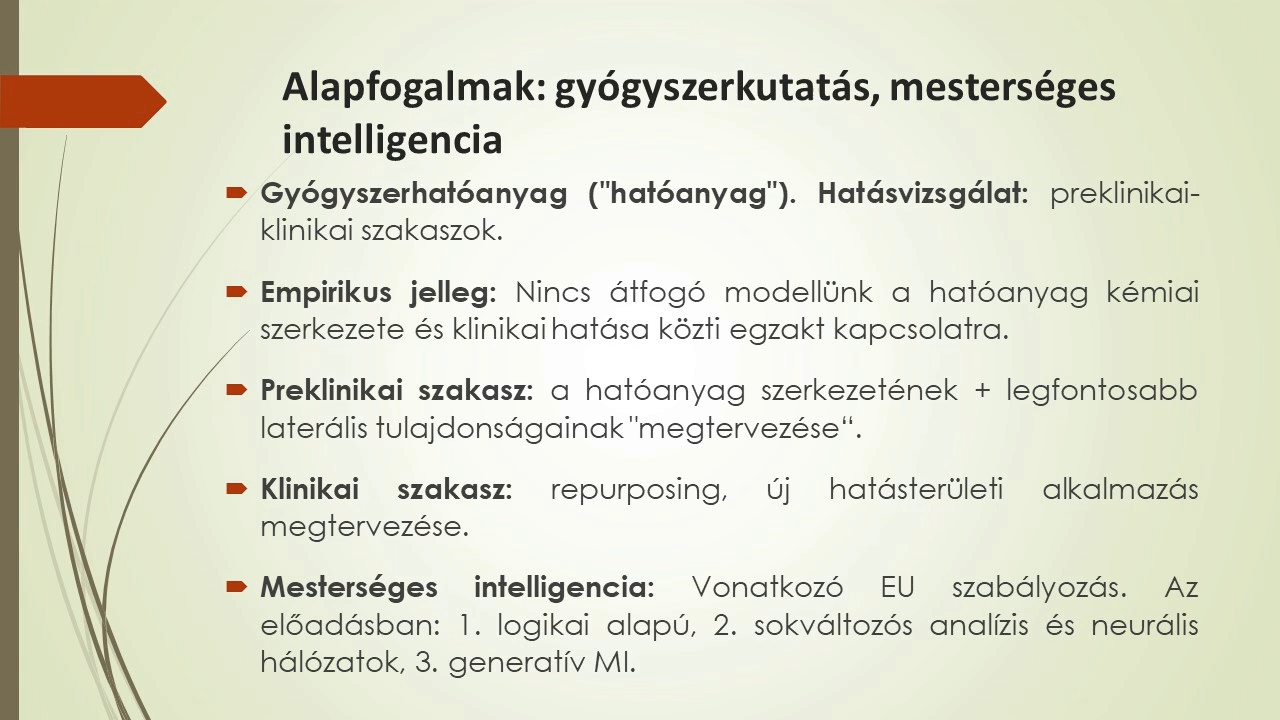 Alapfogalmak: gyógyszerkutatás, mesterséges
intelligencia
Gyógyszerhatóanyag ("hatóanyag"). Hatásvizsgálat: preklinikai-
klinikai szakaszok.
Empirikus jelleg: Nincs átfogó modellünk a hatóanyag kémiai
szerkezete és klinikai hatása közti egzakt kapcsolatra.
Preklinikai szakasz: a hatóanyag szerkezetének + legfontosabb
laterális tulajdonságainak "megtervezése“.
Klinikai szakasz: repurposing, új hatásterületi alkalmazás
megtervezése.
Mesterséges intelligencia: Vonatkozó EU szabályozás. Az
előadásban: 1. logikai alapú, 2. sokváltozós analízis és neurális
hálózatok, 3. generatív MI.